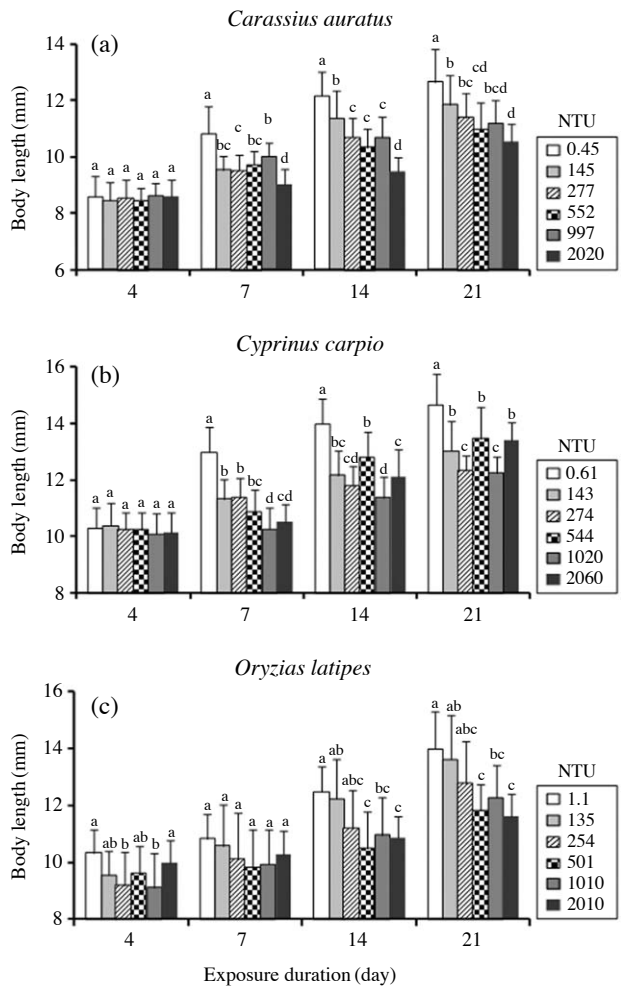 Carassius auratus
(a)
Body length (mm)
14
12
10
8
6
a a a a a a
a bc c bc b d
a b c c c d
a b bc cd bcd d
4 7 14 21
NTU
0.45
145
277
552
997
2020
Cyprinus carpio
(b)
Body length (mm)
16
14
12
10
8
a a a a a a
a b b bc d cd
a bc cd b d c
a b c b c b
4 7 14 21
NTU
0.61
143
274
544
1020
2060
Oryzias latipes
(c)
Body length (mm)
16
14
12
10
8
a ab b ab b a
a a a a a a
a ab abc c bc c
a ab abc c bc c
4 7 14 21
NTU
1.1
135
254
501
1010
2010
Exposure duration (day)